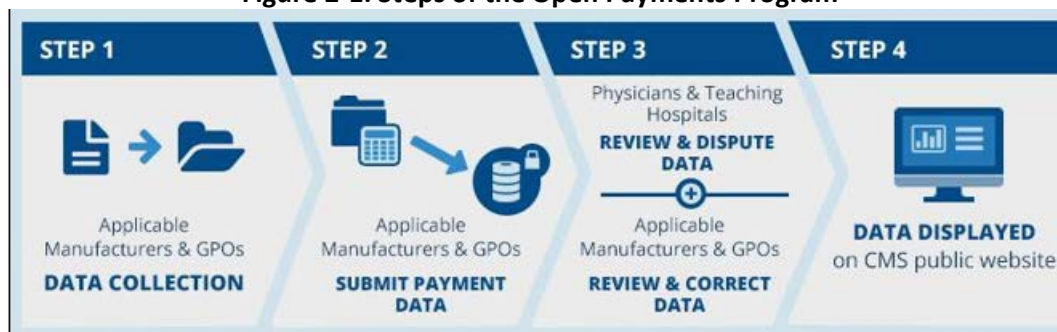 Figure Steps of the Open Payments Program
STEP 1
Applicable
Manufacturers & GPOs
DATA COLLECTION
STEP 2
Applicable
Manufacturers & GPOs
SUBMIT PAYMENT
DATA
STEP 3
Physicians & Teaching
Hospitals
REVIEW & DISPUTE
DATA
Applicable
Manufacturers & GPOs
REVIEW & CORRECT
DATA
STEP 4
DATA DISPLAYED
on CMS public website